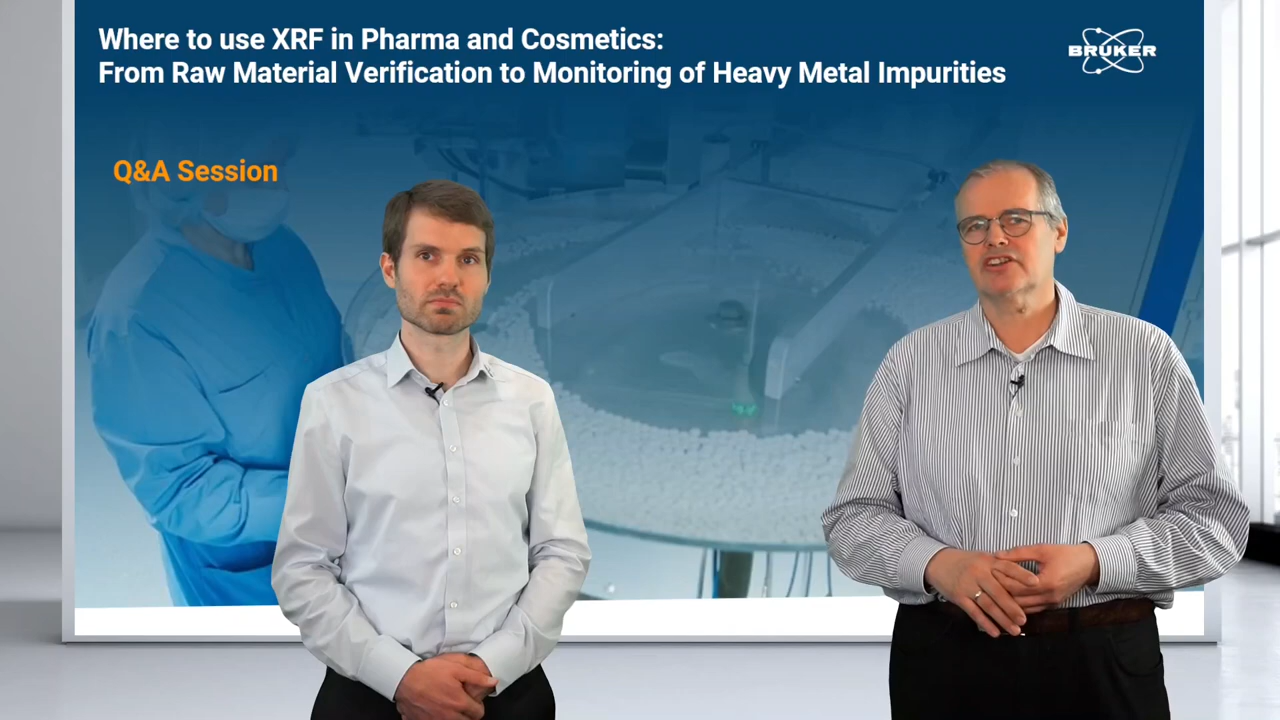 Where to use XRF in Pharma and Cosmetics:
From Raw Material Verification to Monitoring of Heavy Metal Impurities
BRUKER
Q&A Session